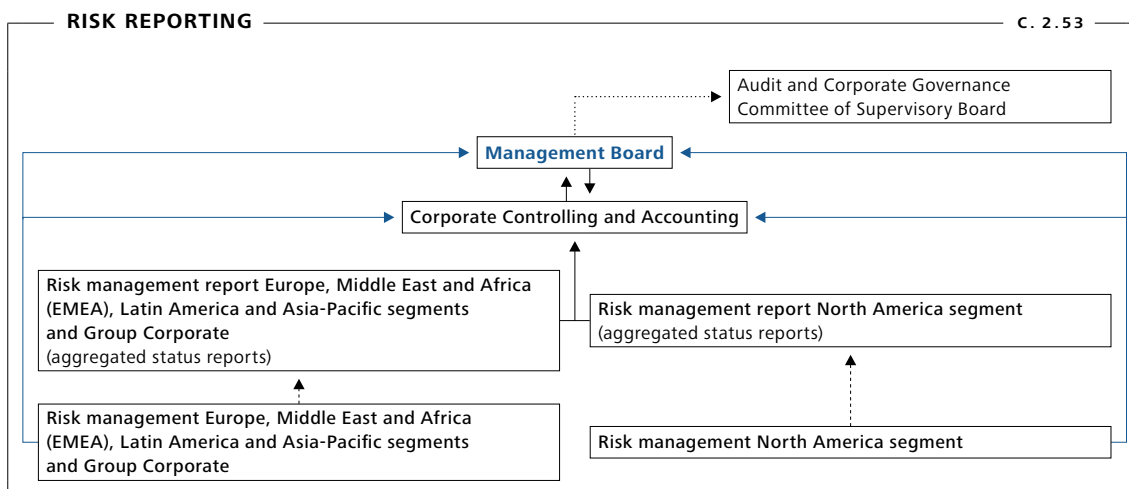 RISK REPORTING
C. 2.53
Audit and Corporate Governance
Committee of Supervisory Board
Management Board
Corporate Controlling and Accounting
Risk management report Europe, Middle East and Africa
(EMEA), Latin America and Asia-Pacific segments
and Group Corporate
(aggregated status reports)
Risk management report North America segment
(aggregated status reports)
Risk management Europe, Middle East and Africa
(EMEA), Latin America and Asia-Pacific segments
and Group Corporate
Risk management North America segment